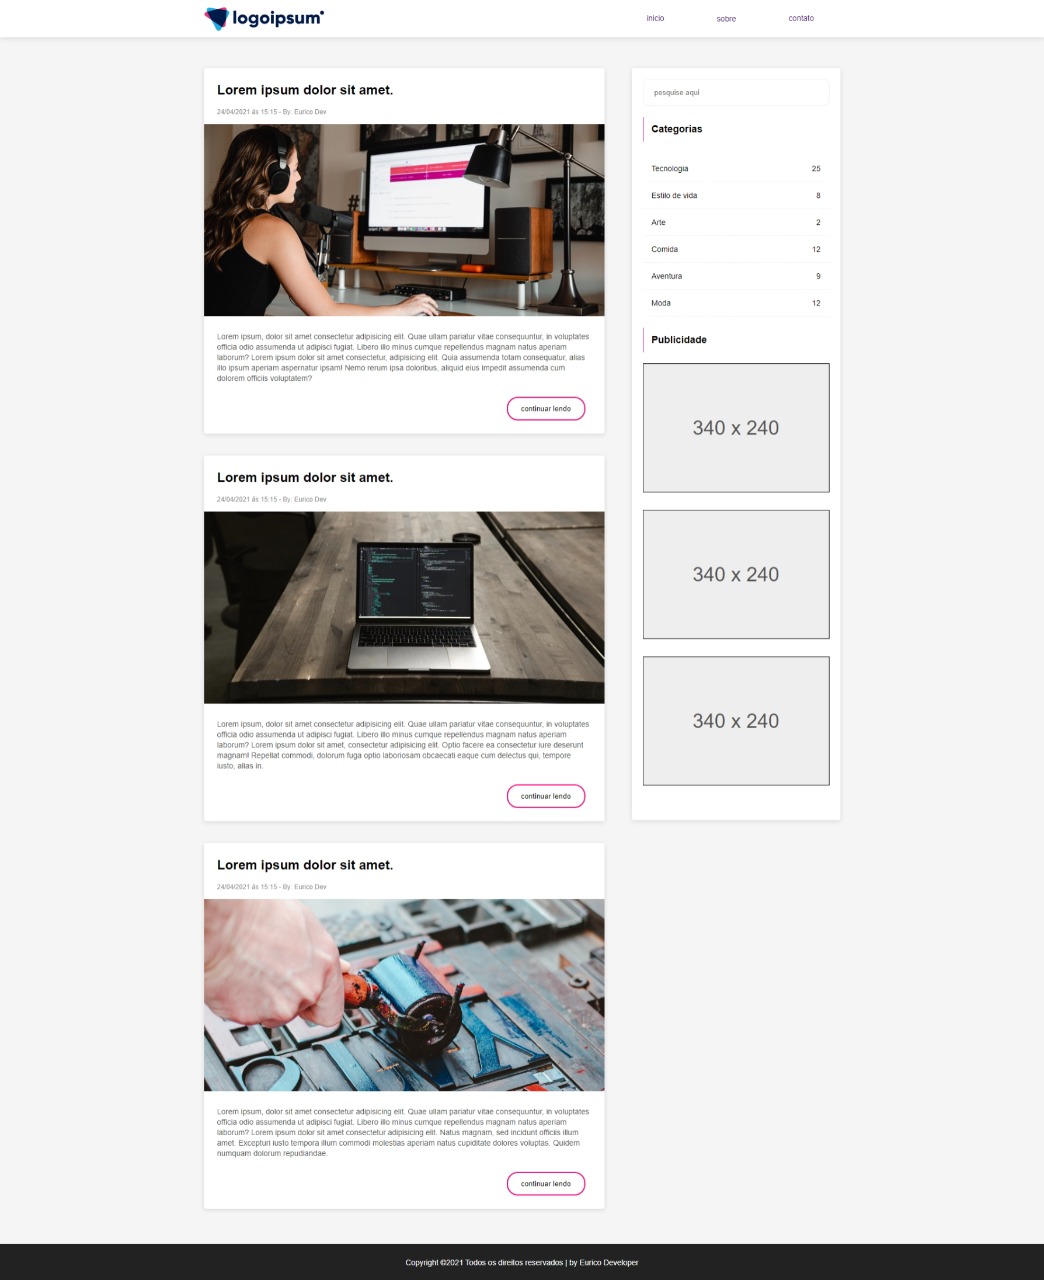 logoipsum
inicio
sobre
contato
Lorem ipsum dolor sit amet.
24/04/2021 ás 15:15 - By: Eurico Dev
Lorem ipsum, dolor sit amet consectetur adipisicing elit. Quae ullam pariatur vitae consequuntur, in voluptates
officia odio assumenda ut adipisci fugiat. Libero illo minus cumque repellendus magnam natus aperiam
laborum? Lorem ipsum dolor sit amet consectetur, adipisicing elit. Quia assumenda totam consequatur, alias
illo ipsum aperiam aspernatur ipsam! Nemo rerum ipsa doloribus, aliquid eius impedit assumenda cum
dolorem officiis voluptatem?
continuar lendo
Lorem ipsum dolor sit amet.
24/04/2021 ás 15:15 - By: Eurico Dev
Lorem ipsum, dolor sit amet consectetur adipisicing elit. Quae ullam pariatur vitae consequuntur, in voluptates
officia odio assumenda ut adipisci fugiat. Libero illo minus cumque repellendus magnam natus aperiam
laborum? Lorem ipsum dolor sit amet, consectetur adipisicing elit. Optio facere ea consectetur iure deserunt
magnam! Repellat commodi, dolorum fuga optio laboriosam obcaecati eaque cum delectus qui, tempore
iusto, alias in.
continuar lendo
Lorem ipsum dolor sit amet.
24/04/2021 ás 15:15 - By: Eurico Dev
Lorem ipsum, dolor sit amet consectetur adipisicing elit. Quae ullam pariatur vitae consequuntur, in voluptates
officia odio assumenda ut adipisci fugiat. Libero illo minus cumque repellendus magnam natus aperiam
laborum? Lorem ipsum dolor sit amet consectetur adipisicing elit. Natus magnam, sed incidunt officiis illum
amet. Excepturi iusto tempora illum commodi molestias aperiam natus cupiditate dolores voluptas. Quidem
numquam dolorum repudiandae.
continuar lendo
pesquise aqui
Categorias
Tecnologia 25
Estilo de vida 8
Arte 2
Comida 12
Aventura 9
Moda 12
Publicidade
340 x 240
340 x 240
340 x 240
Copyright ©2021 Todos os direitos reservados | by Eurico Developer